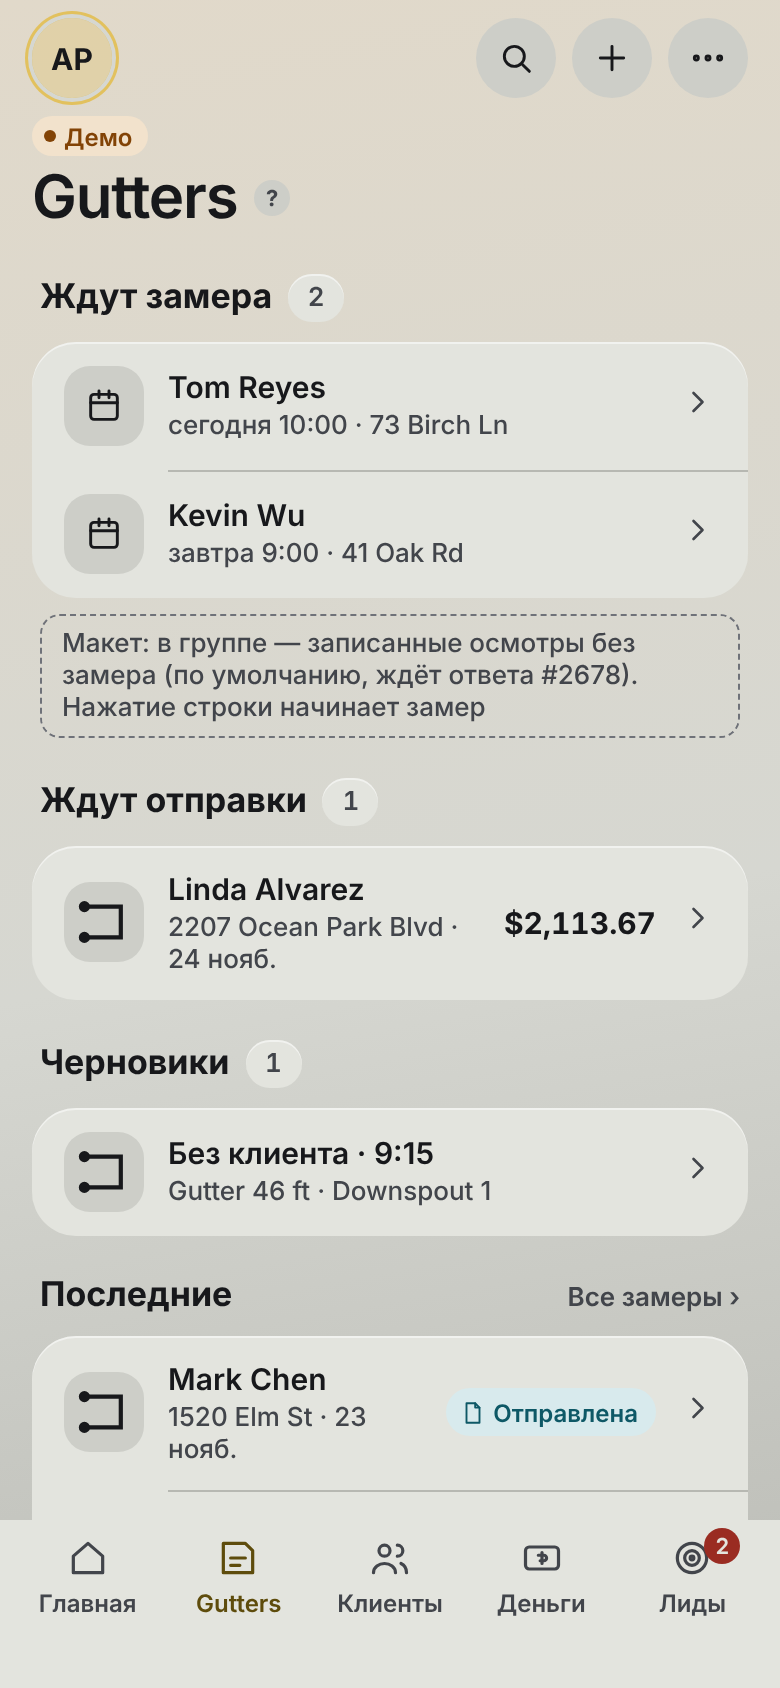 AP
Демо
Gutters ?
Ждут замера 2
Tom Reyes
сегодня 10:00 · 73 Birch Ln
Kevin Wu
завтра 9:00 · 41 Oak Rd
Макет: в группе — записанные осмотры без
замера (по умолчанию, ждёт ответа #2678).
Нажатие строки начинает замер
Ждут отправки 1
Linda Alvarez
2207 Ocean Park Blvd ·
24 нояб.
$2,113.67
Черновики 1
Без клиента · 9:15
Gutter 46 ft · Downspout 1
Последние
Все замеры ›
Mark Chen
1520 Elm St · 23
нояб.
Отправлена
Главная
Gutters
Клиенты
Деньги
2
Лиды